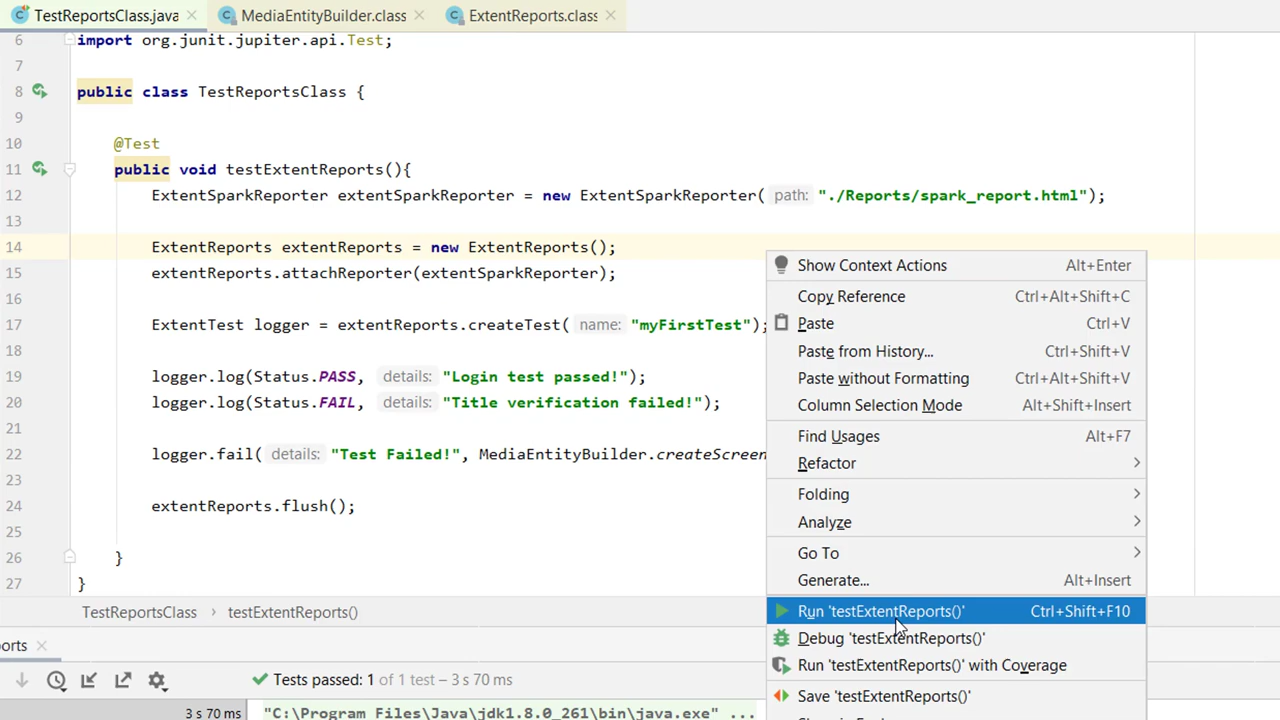 TestReportsClass.java × MediaEntityBuilder.class × ExtentReports.class ×
6 import org.junit.jupiter.api.Test;
7
8 public class TestReportsClass {
9
10 @Test
11 public void testExtentReports(){
12 ExtentSparkReporter extentSparkReporter = new ExtentSparkReporter( path: "./Reports/spark_report.html");
13
14 ExtentReports extentReports = new ExtentReports();
15 extentReports.attachReporter(extentSparkReporter);
16
17 ExtentTest logger = extentReports.createTest( name: "myFirstTest");
18
19 logger.log(Status.PASS, details: "Login test passed!");
20 logger.log(Status.FAIL, details: "Title verification failed!");
21
22 logger.fail( details: "Test Failed!", MediaEntityBuilder.createScreen
23
24 extentReports.flush();
25
26 }
27 }
Show Context Actions Alt+Enter
Copy Reference Ctrl+Alt+Shift+C
Paste Ctrl+V
Paste from History... Ctrl+Shift+V
Paste without Formatting Ctrl+Alt+Shift+V
Column Selection Mode Alt+Shift+Insert
Find Usages Alt+F7
Refactor
Folding
Analyze
Go To
Generate... Alt+Insert
Run 'testExtentReports()' Ctrl+Shift+F10
Debug 'testExtentReports()'
Run 'testExtentReports()' with Coverage
Save 'testExtentReports()'
TestReportsClass › testExtentReports()
orts ×
Tests passed: 1 of 1 test – 3 s 70 ms
3 s 70 ms "C:\Program Files\Java\jdk1.8.0_261\bin\java.exe" ...